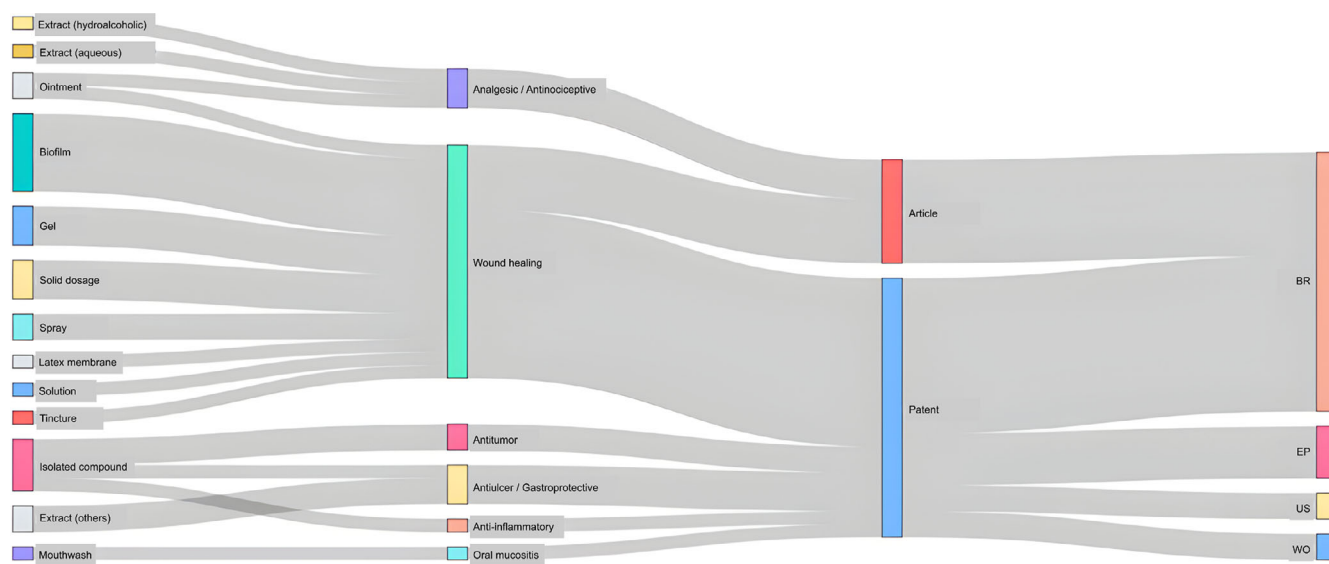 Extract (hydroalcoholic)
Extract (aqueous)
Ointment
Biofilm
Gel
Solid dosage
Spray
Latex membrane
Solution
Tincture
Isolated compound
Extract (others)
Mouthwash
Analgesic / Antinociceptive
Wound healing
Antitumor
Antiulcer / Gastroprotective
Anti-inflammatory
Oral mucositis
Article
Patent
BR
EP
US
WO